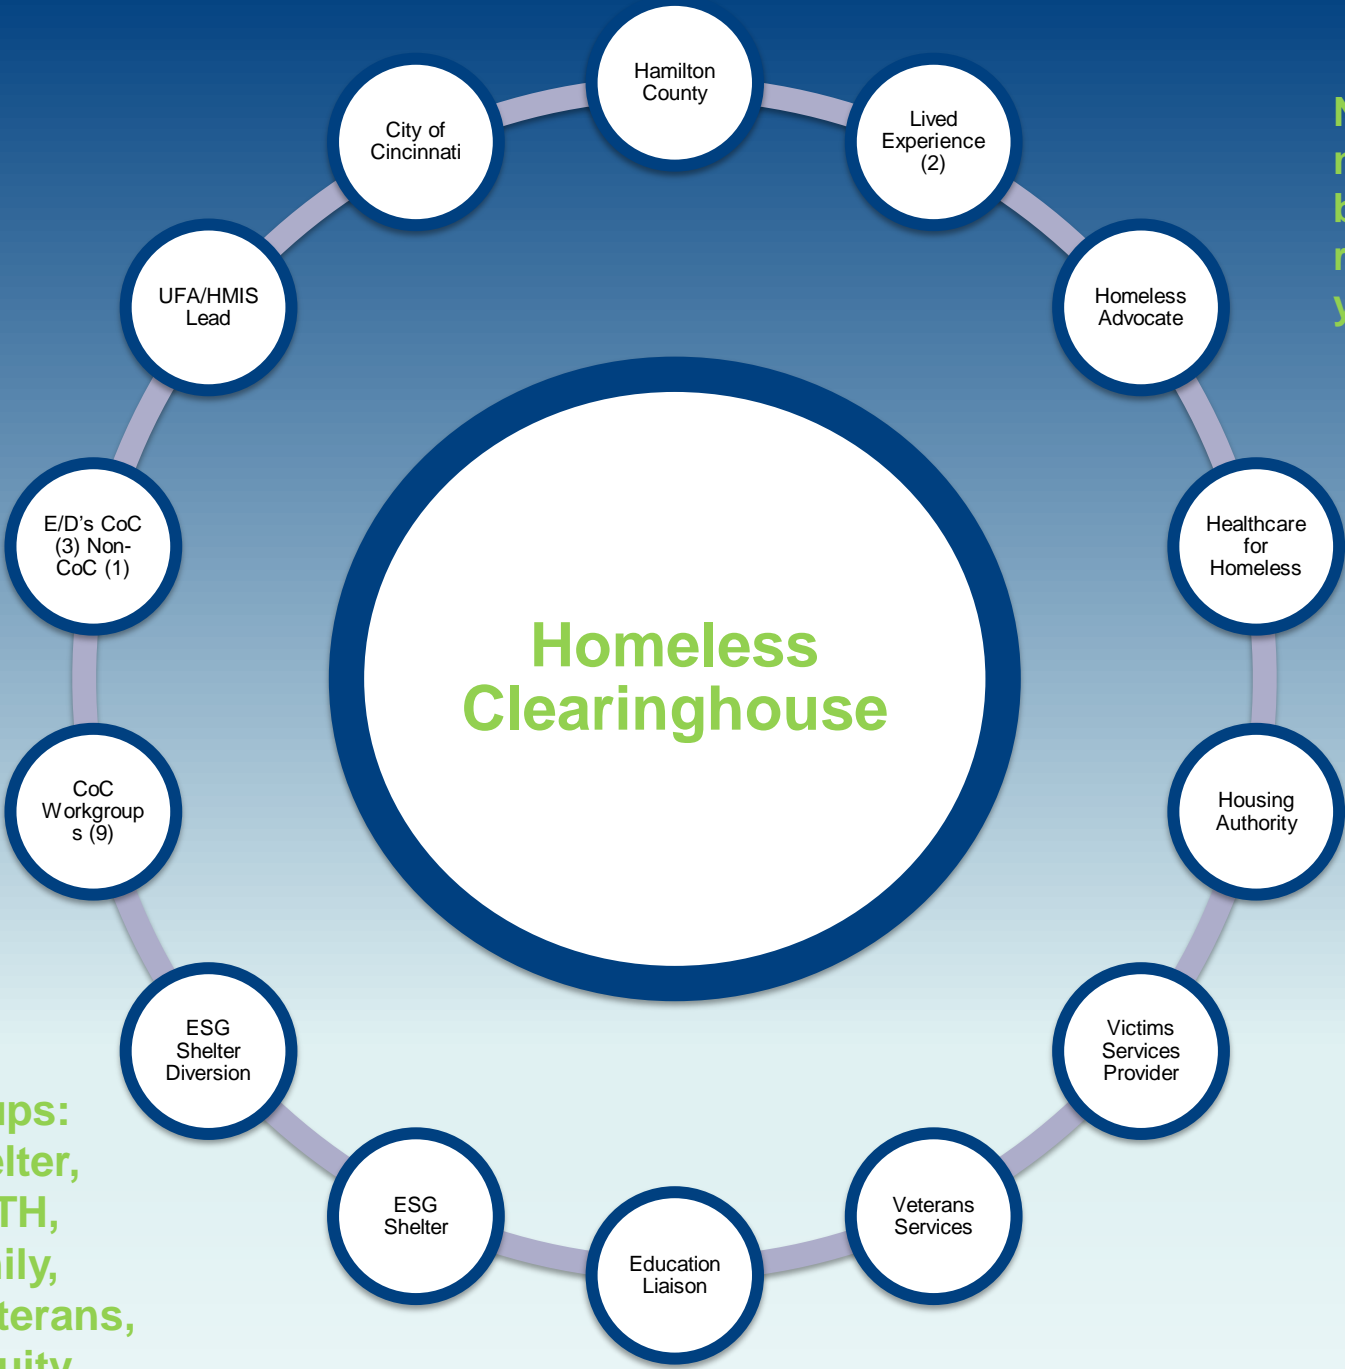 Hamilton
County
Lived
Experience
(2)
Homeless
Advocate
Healthcare
for
Homeless
Housing
Authority
Victims
Services
Provider
Veterans
Services
Education
Liaison
ESG
Shelter
ESG
Shelter
Diversion
CoC
Workgroup
s (9)
E/D’s CoC
(3) Non-
CoC (1)
UFA/HMIS
Lead
City of
Cincinnati
Homeless
Clearinghouse
ups:
elter,
TH,
nily,
terans,
uity